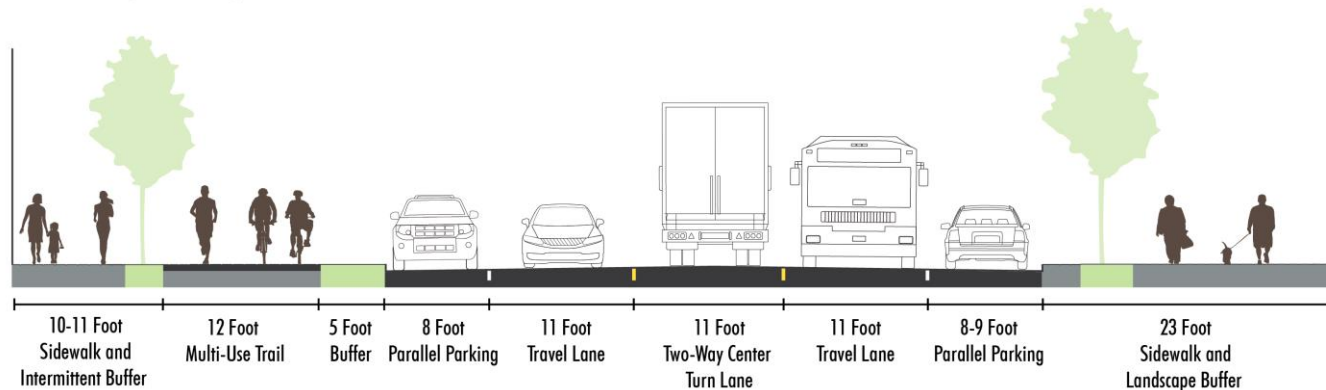 10-11 Foot
Sidewalk and
Intermittent Buffer
12 Foot
Multi-Use Trail
5 Foot
Buffer
8 Foot
Parallel Parking
11 Foot
Travel Lane
11 Foot
Two-Way Center
Turn Lane
11 Foot
Travel Lane
8-9 Foot
Parallel Parking
23 Foot
Sidewalk and
Landscape Buffer